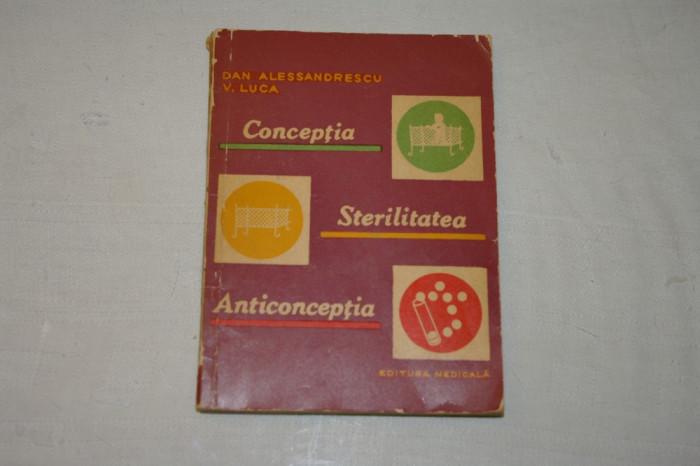 DAN ALESSANDRESCU
V. LUCA
Concepția
Sterilitatea
Anticoncepția
EDITURA MEDICALĂ